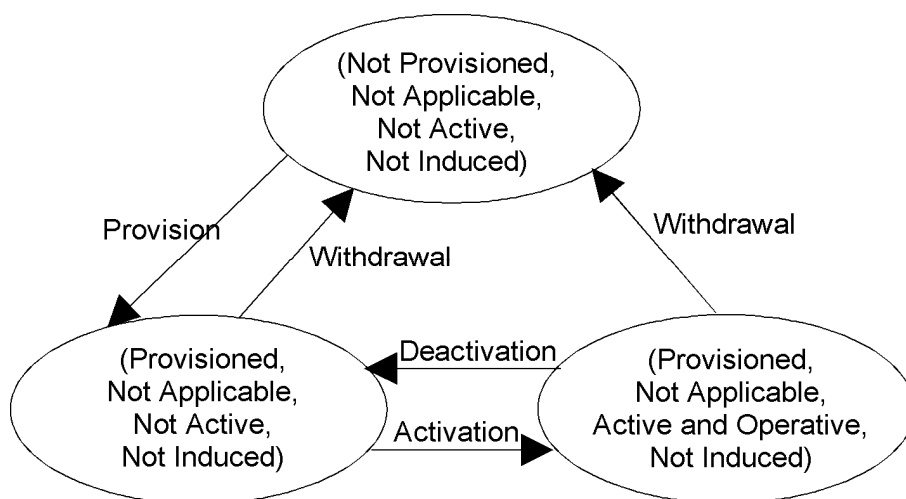 (Not Provisioned,
Not Applicable,
Not Active,
Not Induced)
Provision
Withdrawal
Withdrawal
(Provisioned,
Not Applicable,
Not Active,
Not Induced)
Deactivation
Activation
(Provisioned,
Not Applicable,
Active and Operative,
Not Induced)